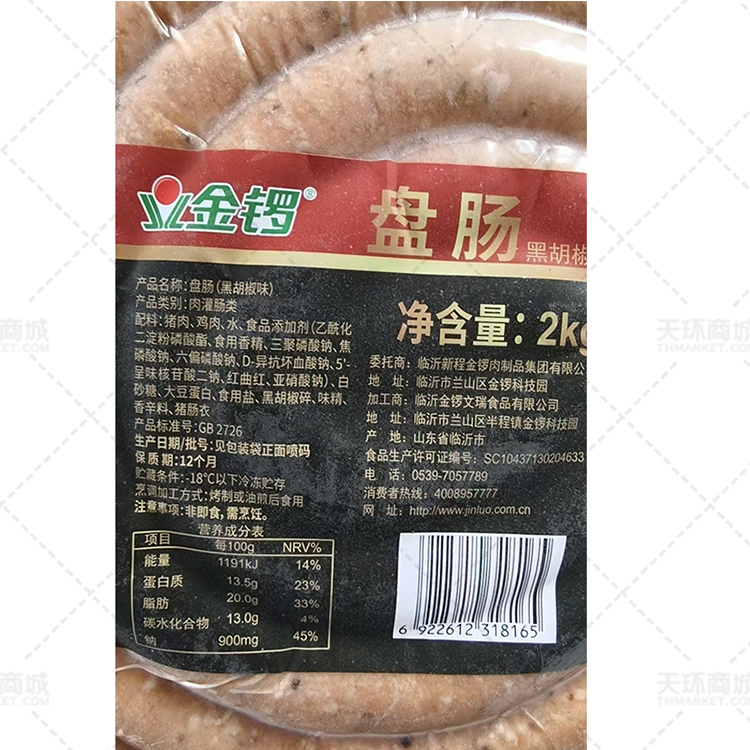 金锣®
盘肠
黑胡椒
产品名称:盘肠(黑胡椒味)
产品类别:肉灌肠类
配料:猪肉、鸡肉、水、食品添加剂(乙酰化
二淀粉磷酸酯、食用香精、三聚磷酸钠、焦
磷酸钠、六偏磷酸钠、D-异抗坏血酸钠、5'-
呈味核苷酸二钠、红曲红、亚硝酸钠)、白
砂糖、大豆蛋白、食用盐、黑胡椒碎、味精、
香辛料、猪肠衣
产品标准号:GB 2726
生产日期/批号:见包装袋正面喷码
保 质 期:12个月
贮藏条件:-18℃以下冷冻贮存
烹调加工方式:烤制或油煎后食用
注意事项:非即食,需烹饪。
净含量:2kg
委托商:临沂新程金锣肉制品集团有限公
地 址:临沂市兰山区金锣科技园
加工商:临沂金锣文瑞食品有限公司
地 址:临沂市兰山区半程镇金锣科技园
产 地:山东省临沂市
食品生产许可证编号:SC10437130204633
电 话:0539-7057789
消费者热线:4008957777
网 址:http://www.jinluo.com.cn
营养成分表
项目 每100g NRV%
能量 1191kJ 14%
蛋白质 13.5g 23%
脂肪 20.0g 33%
碳水化合物 13.0g 4%
钠 900mg 45%
6 922612 318165
天环商城
THMARKET.COM
天环商城
THMARKET.COM